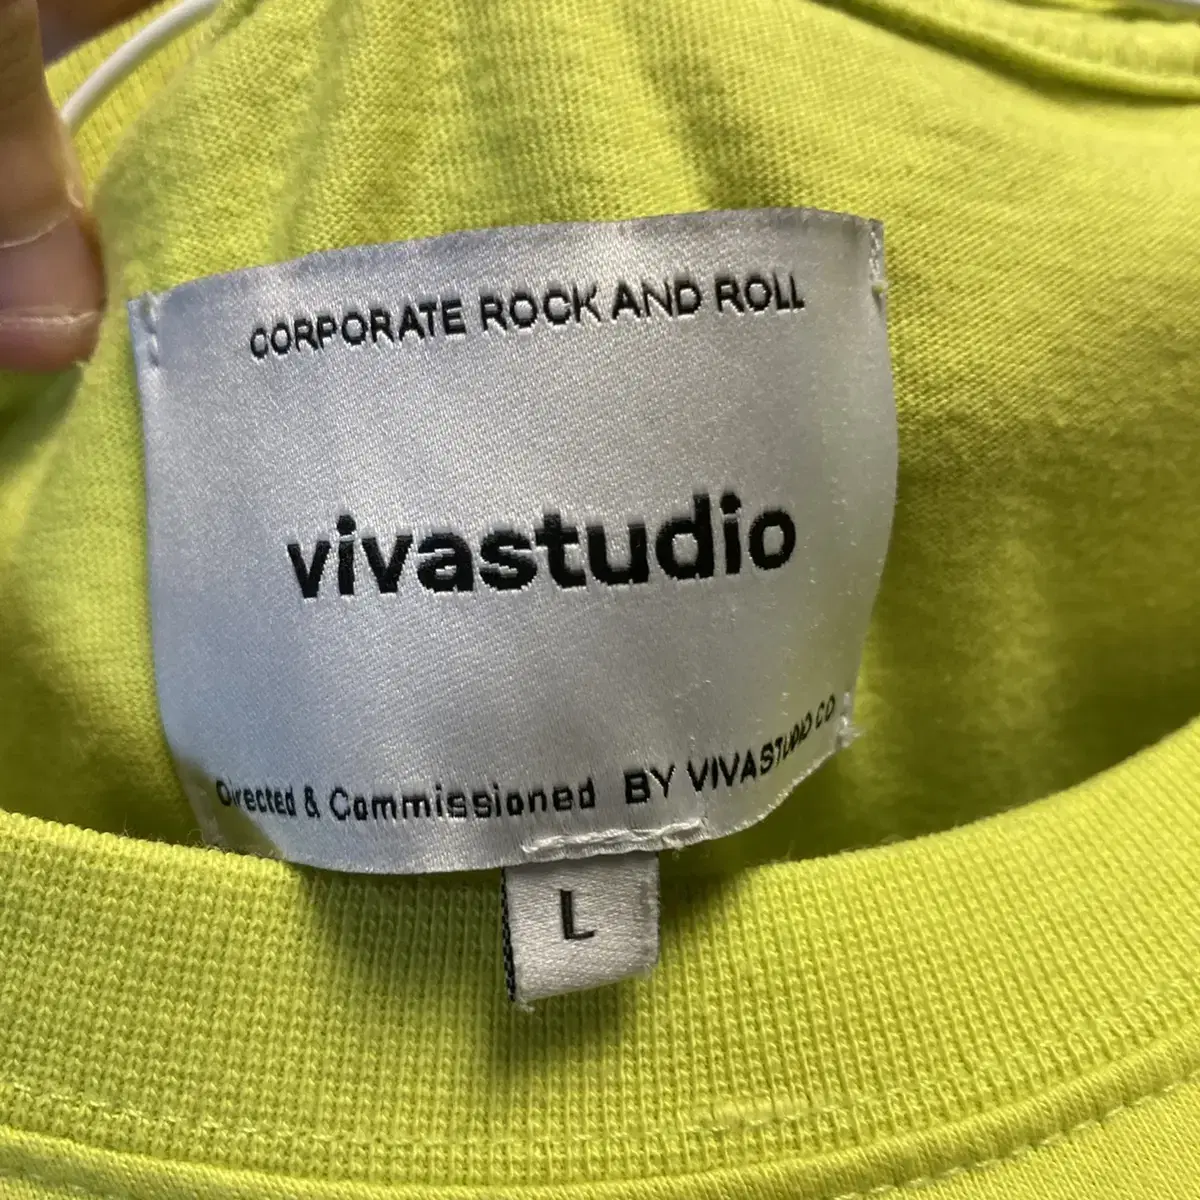 CORPORATE ROCK AND ROLL
vivastudio
Directed & Commissioned BY VIVASTUDIO CO
L